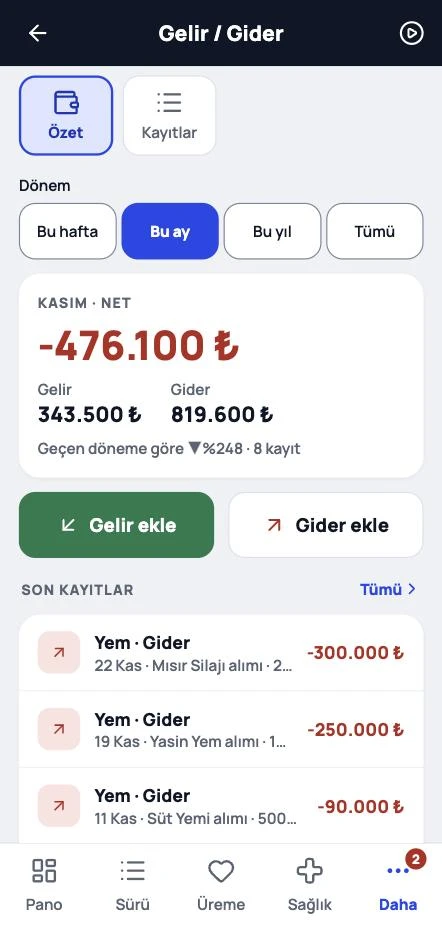 Gelir / Gider
Özet
Kayıtlar
Dönem
Bu hafta
Bu ay
Bu yıl
Tümü
KASIM · NET
-476.100 ₺
Gelir
Gider
343.500 ₺
819.600 ₺
Geçen döneme göre ▼%248 · 8 kayıt
Gelir ekle
Gider ekle
SON KAYITLAR
Tümü
Yem · Gider
22 Kas · Mısır Silajı alımı · 2...
-300.000 ₺
Yem · Gider
19 Kas · Yasin Yem alımı · 1...
-250.000 ₺
Yem · Gider
11 Kas · Süt Yemi alımı · 500...
-90.000 ₺
2
Pano
Sürü
Üreme
Sağlık
Daha